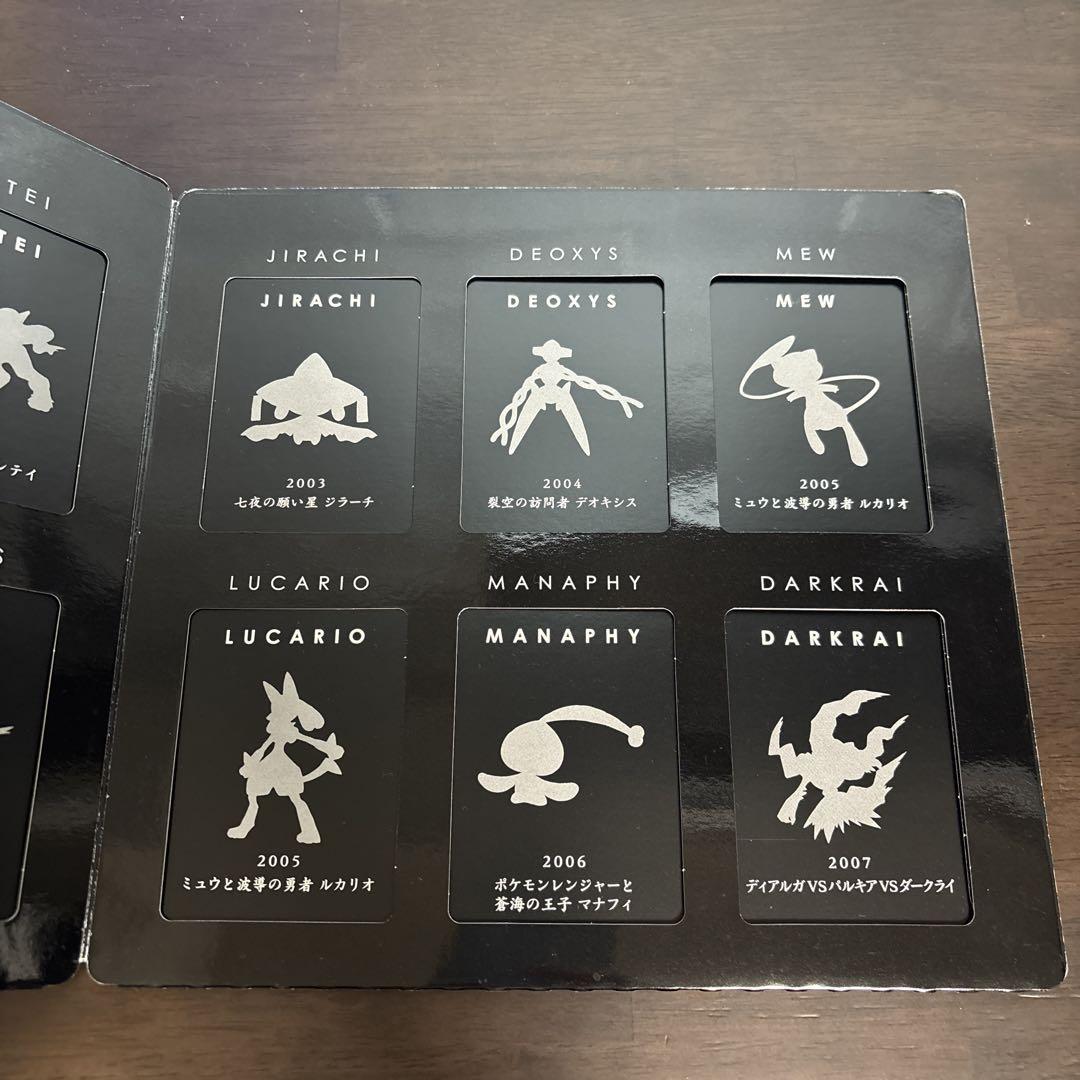 TEI
TEI
ンテイ
S
JIRACHI
DEOXYS
MEW
JIRACHI
DEOXYS
MEW
2003
七夜の願い星 ジラーチ
2004
裂空の訪問者 デオキシス
2005
ミュウと波導の勇者 ルカリオ
LUCARIO
MANAPHY
DARKRAI
LUCARIO
MANAPHY
DARKRAI
2005
ミュウと波導の勇者 ルカリオ
2006
ポケモンレンジャーと
蒼海の王子 マナフィ
2007
ディアルガVSパルキアVSダークライ